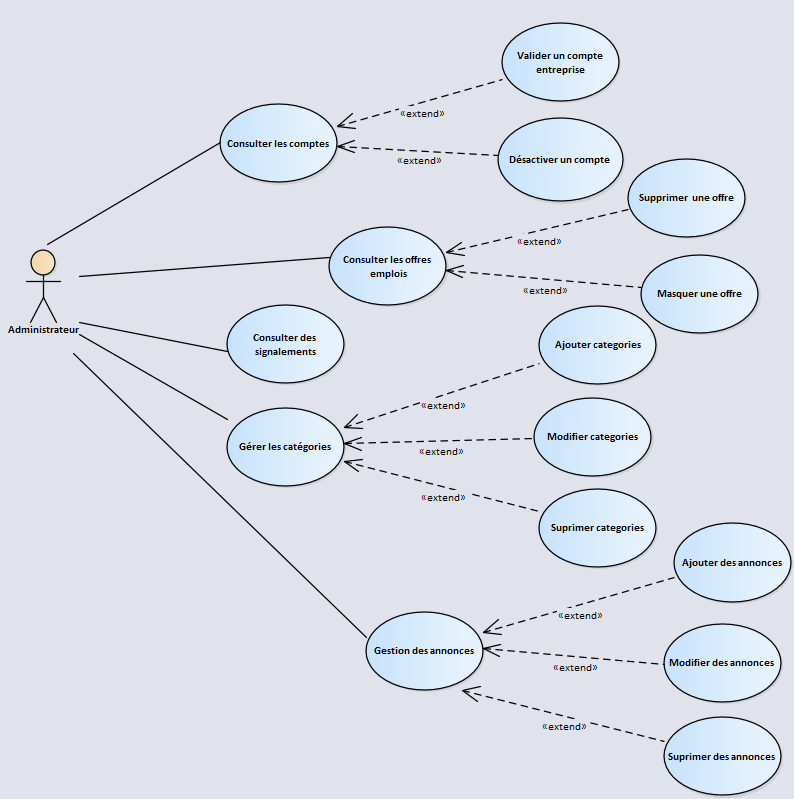 Valider un compte
entreprise
«extend»
Consulter les comptes
«extend»
Désactiver un compte
Supprimer une offre
«extend»
Consulter les offres
emplois
«extend»
Masquer une offre
Administrateur
Consulter des
signalements
Ajouter categories
«extend»
Gérer les catégories
Modifier categories
«extend»
«extend»
Suprimer categories
Ajouter des annonces
«extend»
Gestion des annonces
Modifier des annonces
«extend»
«extend»
Suprimer des annonces